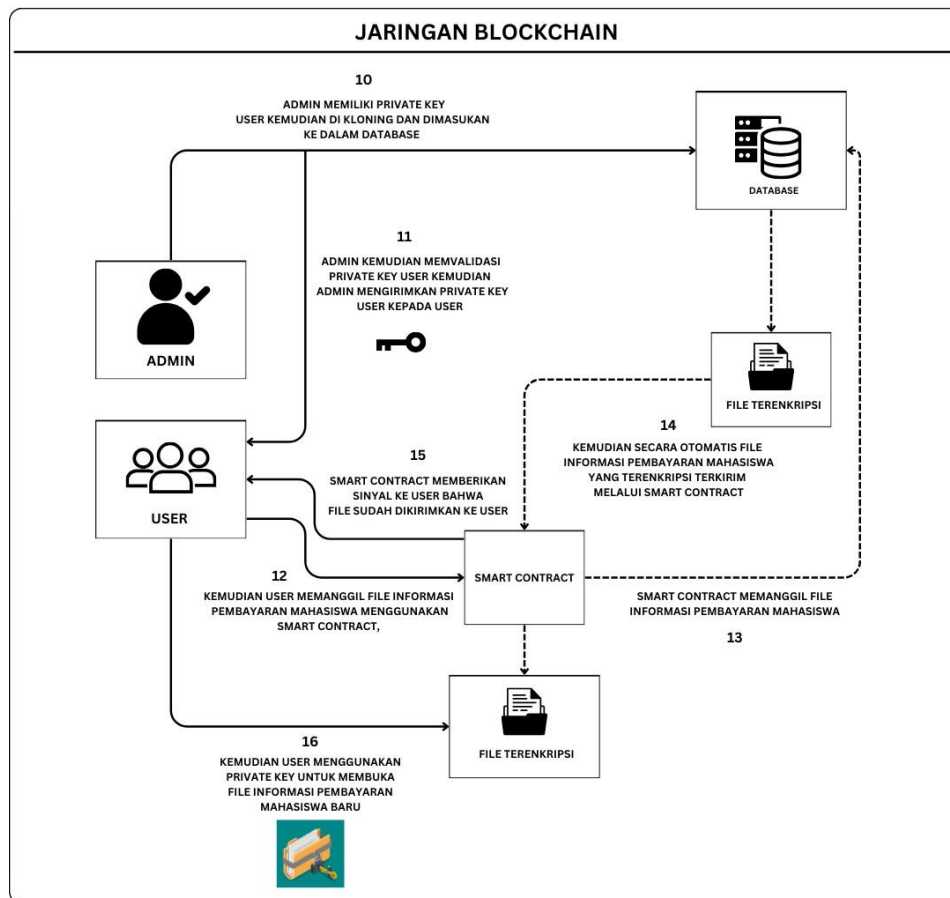 JARINGAN BLOCKCHAIN
10
ADMIN MEMILIKI PRIVATE KEY
USER KEMUDIAN DI KLONING DAN DIMASUKAN
KE DALAM DATABASE
DATABASE
11
ADMIN KEMUDIAN MEMVALIDASI
PRIVATE KEY USER KEMUDIAN
ADMIN MENGIRIMKAN PRIVATE KEY
USER KEPADA USER
ADMIN
FILE TERENKRIPSI
14
KEMUDIAN SECARA OTOMATIS FILE
INFORMASI PEMBAYARAN MAHASISWA
YANG TERENKRIPSI TERKIRIM
MELALUI SMART CONTRACT
15
SMART CONTRACT MEMBERIKAN
SINYAL KE USER BAHWA
FILE SUDAH DIKIRIMKAN KE USER
USER
12
KEMUDIAN USER MEMANGGIL FILE INFORMASI
PEMBAYARAN MAHASISWA MENGGUNAKAN
SMART CONTRACT,
SMART CONTRACT
SMART CONTRACT MEMANGGIL FILE
INFORMASI PEMBAYARAN MAHASISWA
13
16
KEMUDIAN USER MENGGUNAKAN
PRIVATE KEY UNTUK MEMBUKA
FILE INFORMASI PEMBAYARAN
MAHASISWA BARU
FILE TERENKRIPSI